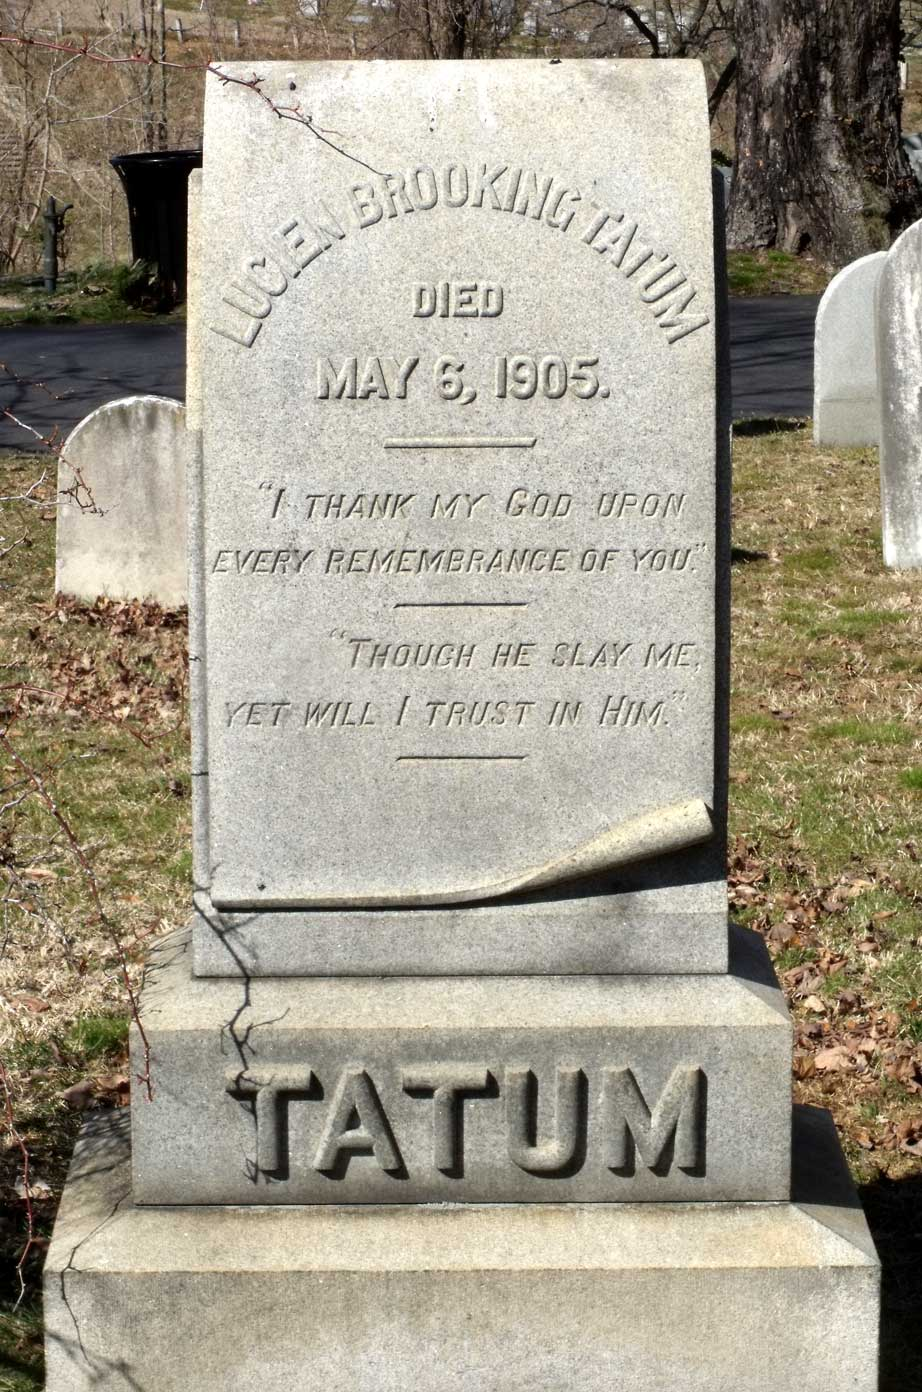 LUCIEN BROOKING TATUM
DIED
MAY 6, 1905.
"I THANK MY GOD UPON
EVERY REMEMBRANCE OF YOU."
"THOUGH HE SLAY ME,
YET WILL I TRUST IN HIM."
TATUM